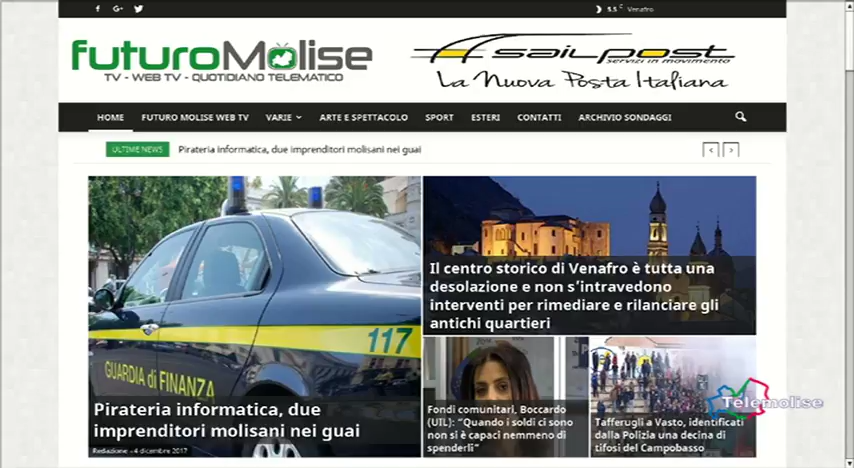 5.5 C Venafro
futuroMolise
TV - WEB TV - QUOTIDIANO TELEMATICO
sailpost
servizi in movimento
La Nuova Posta Italiana
HOME FUTURO MOLISE WEB TV VARIE ARTE E SPETTACOLO SPORT ESTERI CONTATTI ARCHIVIO SONDAGGI
ULTIME NEWS Pirateria informatica, due imprenditori molisani nei guai
117
GUARDIA di FINANZA
Pirateria informatica, due
imprenditori molisani nei guai
Redazione - 4 dicembre 2017
Il centro storico di Venafro è tutta una
desolazione e non s'intravedono
interventi per rimediare e rilanciare gli
antichi quartieri
Fondi comunitari, Boccardo
(UIL): "Quando i soldi ci sono
non si è capaci nemmeno di
spenderli"
Tafferugli a Vasto, identificati
dalla Polizia una decina di
tifosi del Campobasso
Telemolise